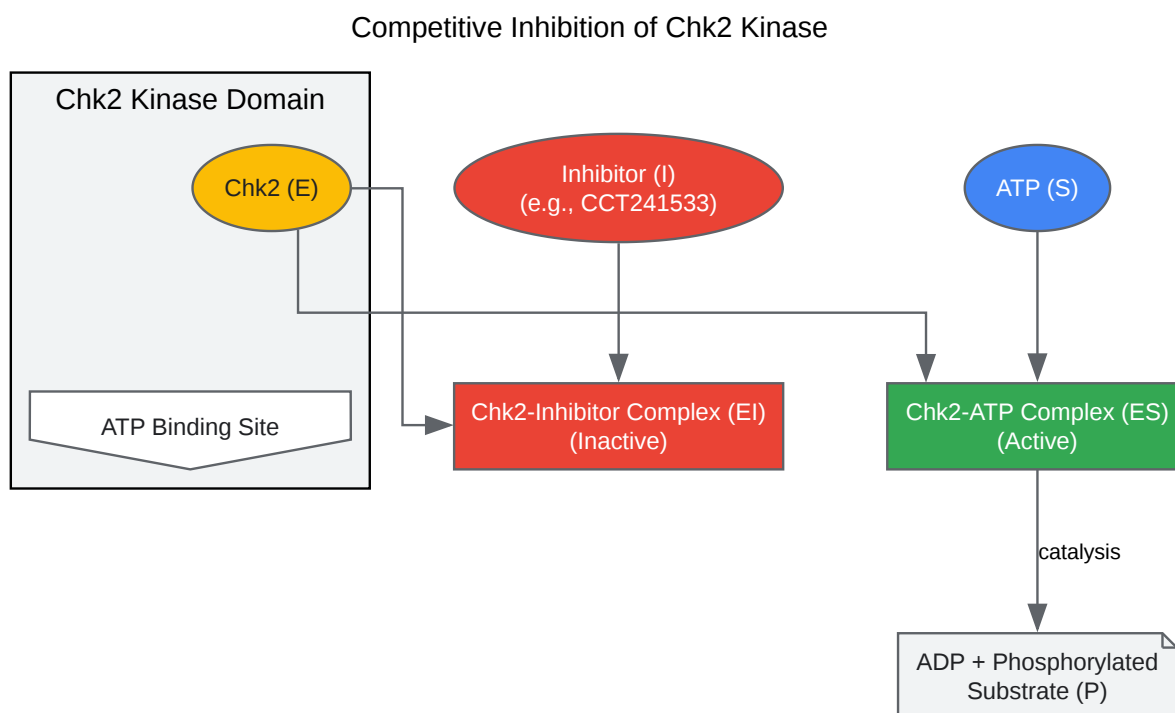 Competitive Inhibition of Chk2 Kinase
Chk2 Kinase Domain
Chk2 (E)
Inhibitor (I)
(e.g., CCT241533)
ATP (S)
ATP Binding Site
Chk2-Inhibitor Complex (EI)
(Inactive)
Chk2-ATP Complex (ES)
(Active)
catalysis
ADP + Phosphorylated
Substrate (P)